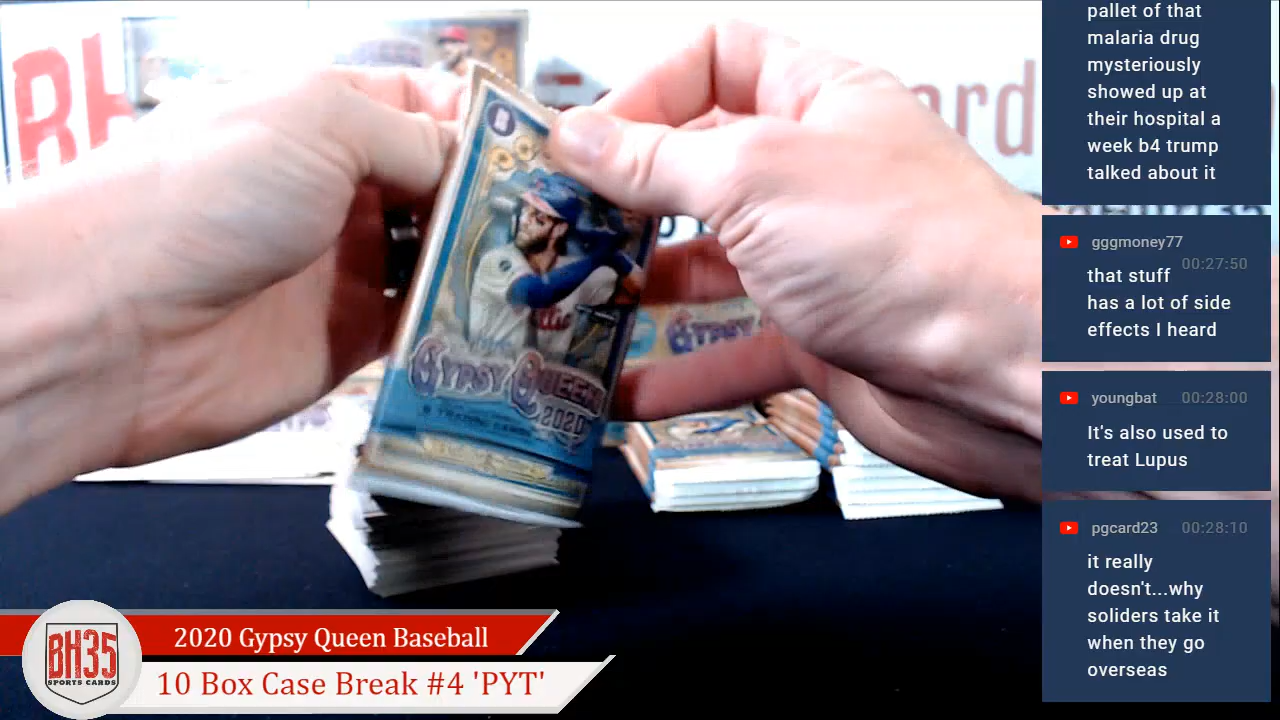 BH
ard
GYPSY QUEEN
2020
GYPSY
pallet of that
malaria drug
mysteriously
showed up at
their hospital a
week b4 trump
talked about it
gggmoney77
00:27:50
that stuff
has a lot of side
effects I heard
youngbat 00:28:00
It's also used to
treat Lupus
pgcard23 00:28:10
it really
doesn't...why
soliders take it
when they go
overseas
BH35
SPORTS CARDS
2020 Gypsy Queen Baseball
10 Box Case Break #4 'PYT'